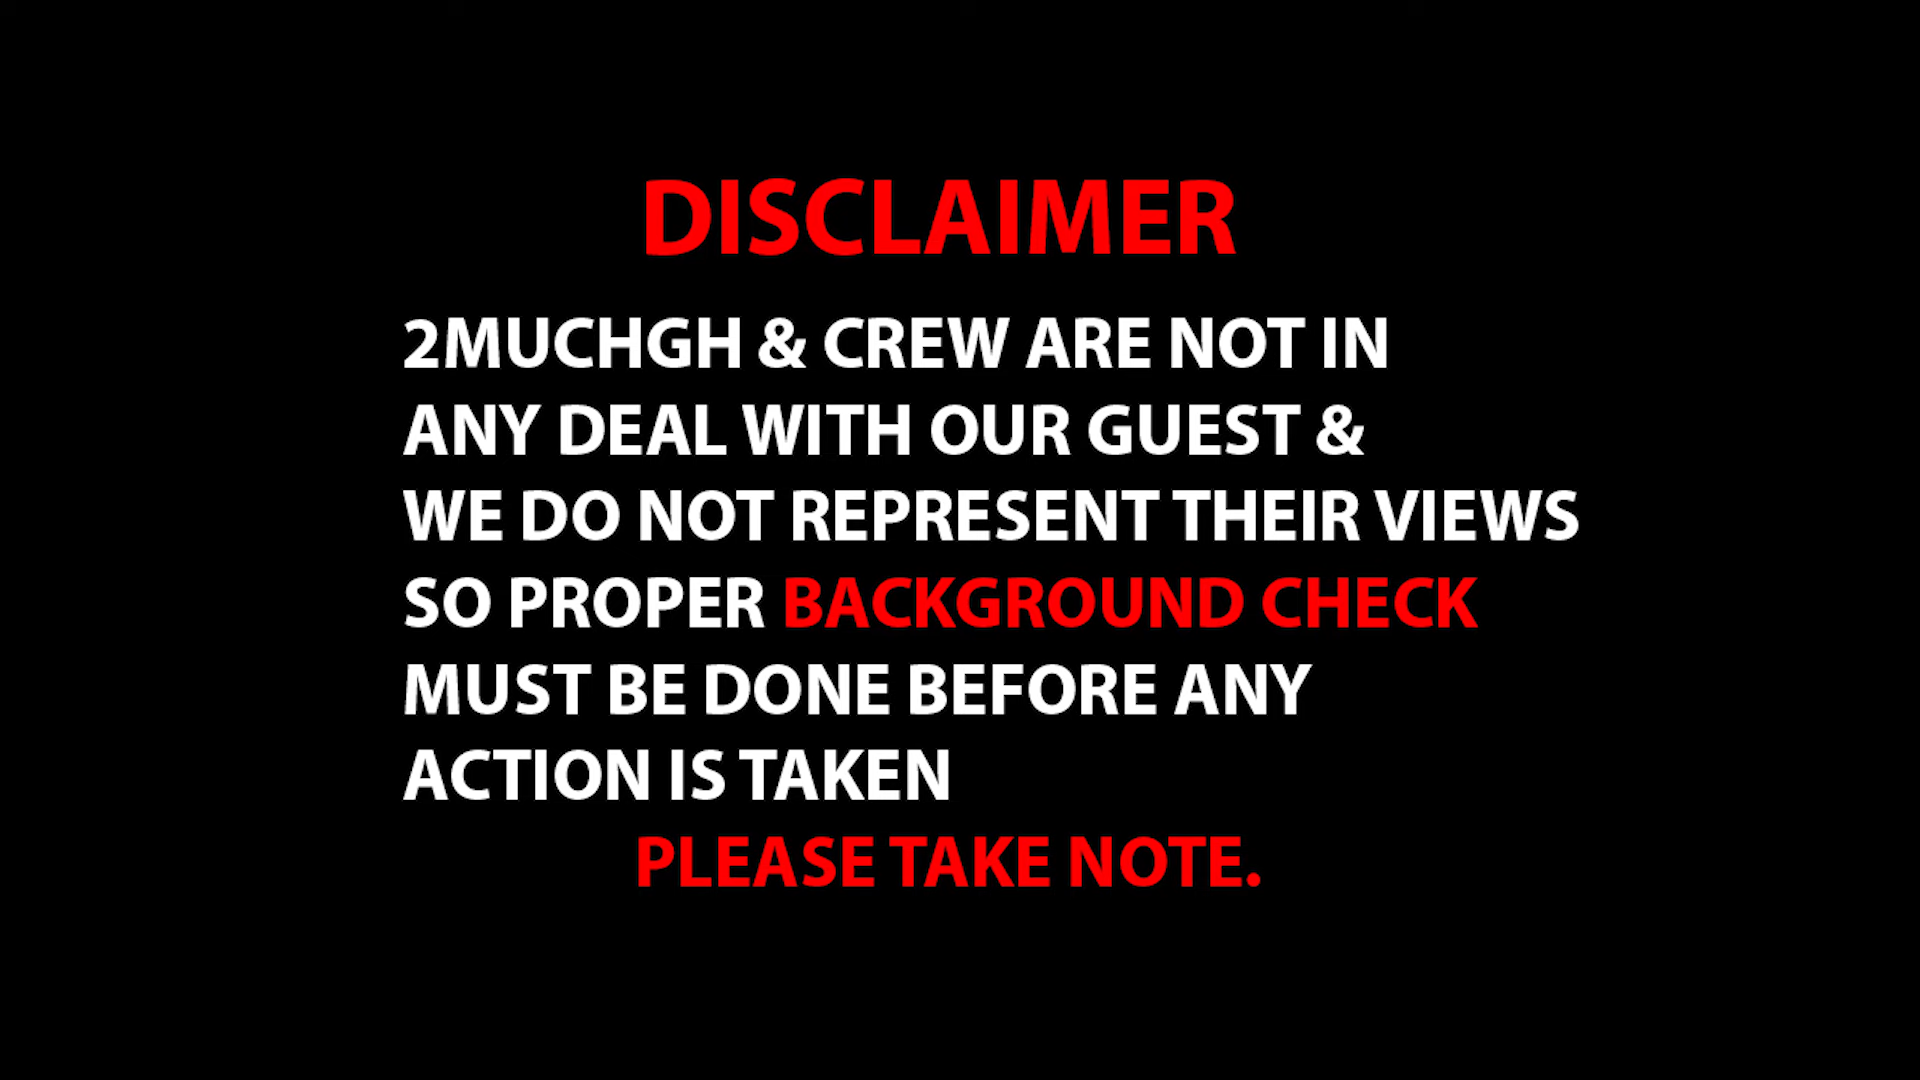 DISCLAIMER
2MUCHGH & CREW ARE NOT IN
ANY DEAL WITH OUR GUEST &
WE DO NOT REPRESENT THEIR VIEWS
SO PROPER BACKGROUND CHECK
MUST BE DONE BEFORE ANY
ACTION IS TAKEN
PLEASE TAKE NOTE.